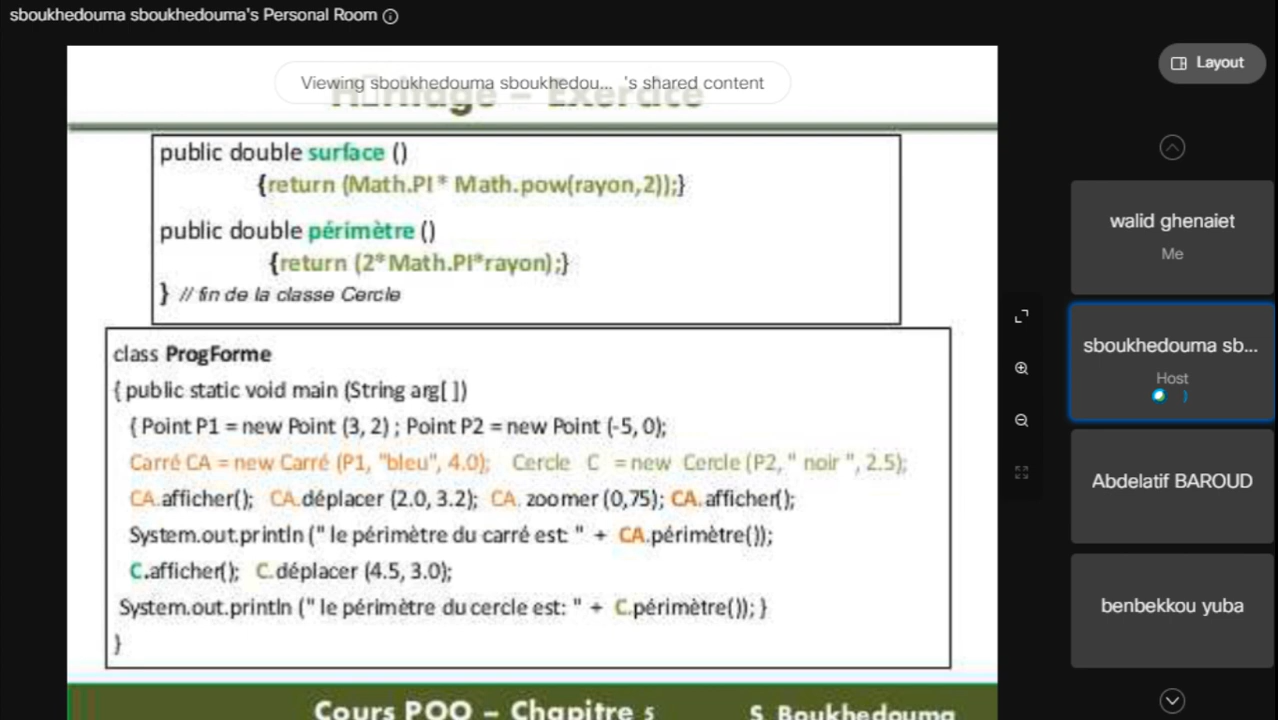 sboukhedouma sboukhedouma's Personal Room
Viewing sboukhedouma sboukhedou... 's shared content
Layout
public double surface ()
{return (Math.PI * Math.pow(rayon,2));}
public double périmètre ()
{return (2*Math.PI*rayon);}
} // fin de la classe Cercle
class ProgForme
{ public static void main (String arg[ ])
{ Point P1 = new Point (3, 2) ; Point P2 = new Point (-5, 0);
Carré CA = new Carré (P1, "bleu", 4.0); Cercle C = new Cercle (P2, " noir ", 2.5);
CA.afficher(); CA.déplacer (2.0, 3.2); CA. zoomer (0,75); CA. afficher();
System.out.println (" le périmètre du carré est: " + CA.périmètre());
C.afficher(); C.déplacer (4.5, 3.0);
System.out.println (" le périmètre du cercle est: " + C.périmètre()); }
}
Cours POO – Chapitre 5 S. Boukhedouma
walid ghenaiet
Me
sboukhedouma sb...
Host
Abdelatif BAROUD
benbekkou yuba